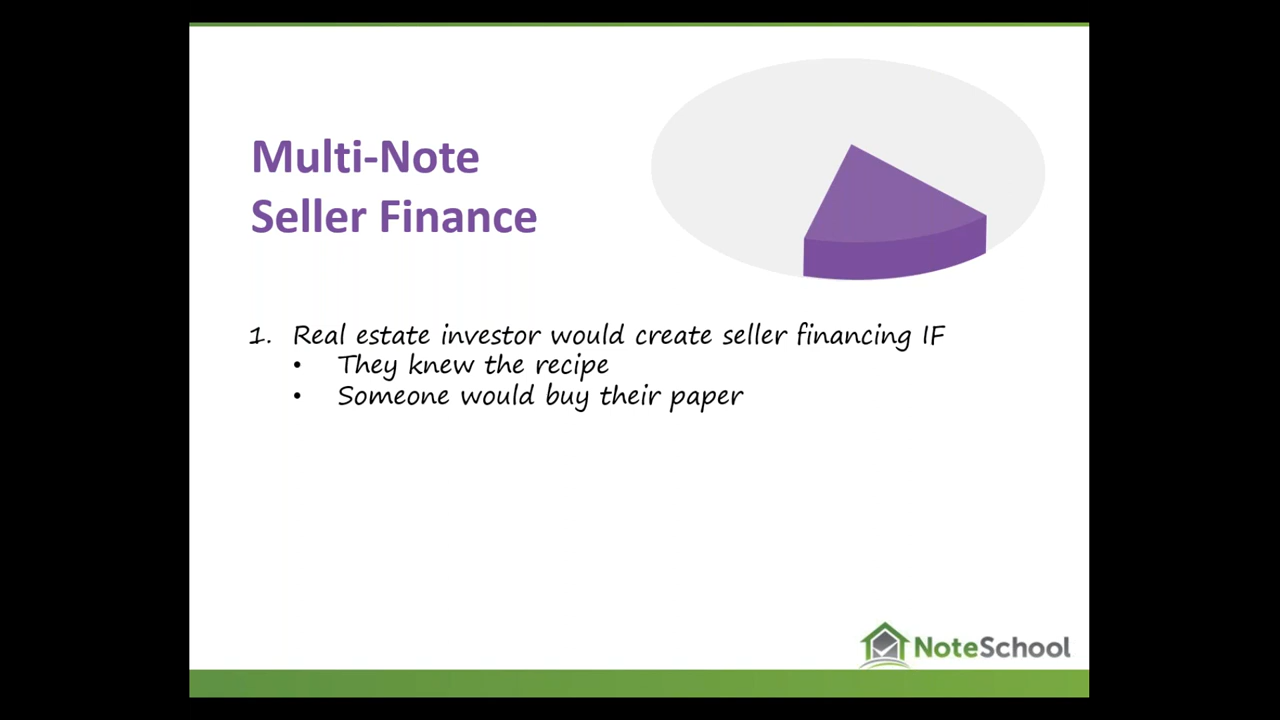 Multi-Note
Seller Finance
1. Real estate investor would create seller financing IF
• They knew the recipe
• Someone would buy their paper
NoteSchool